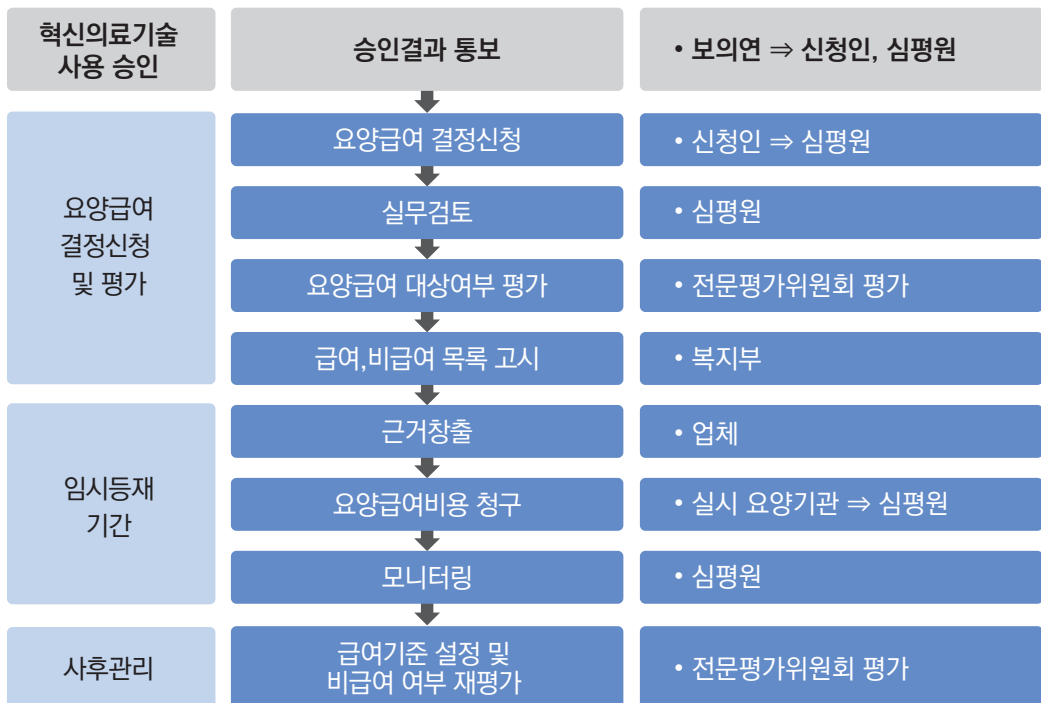 혁신의료기술
사용 승인
승인결과 통보
• 보의연 ⇒ 신청인, 심평원
요양급여
결정신청
및 평가
요양급여 결정신청
• 신청인 ⇒ 심평원
실무검토
• 심평원
요양급여 대상여부 평가
• 전문평가위원회 평가
급여,비급여 목록 고시
• 복지부
임시등재
기간
근거창출
• 업체
요양급여비용 청구
• 실시 요양기관 ⇒ 심평원
모니터링
• 심평원
사후관리
급여기준 설정 및
비급여 여부 재평가
• 전문평가위원회 평가